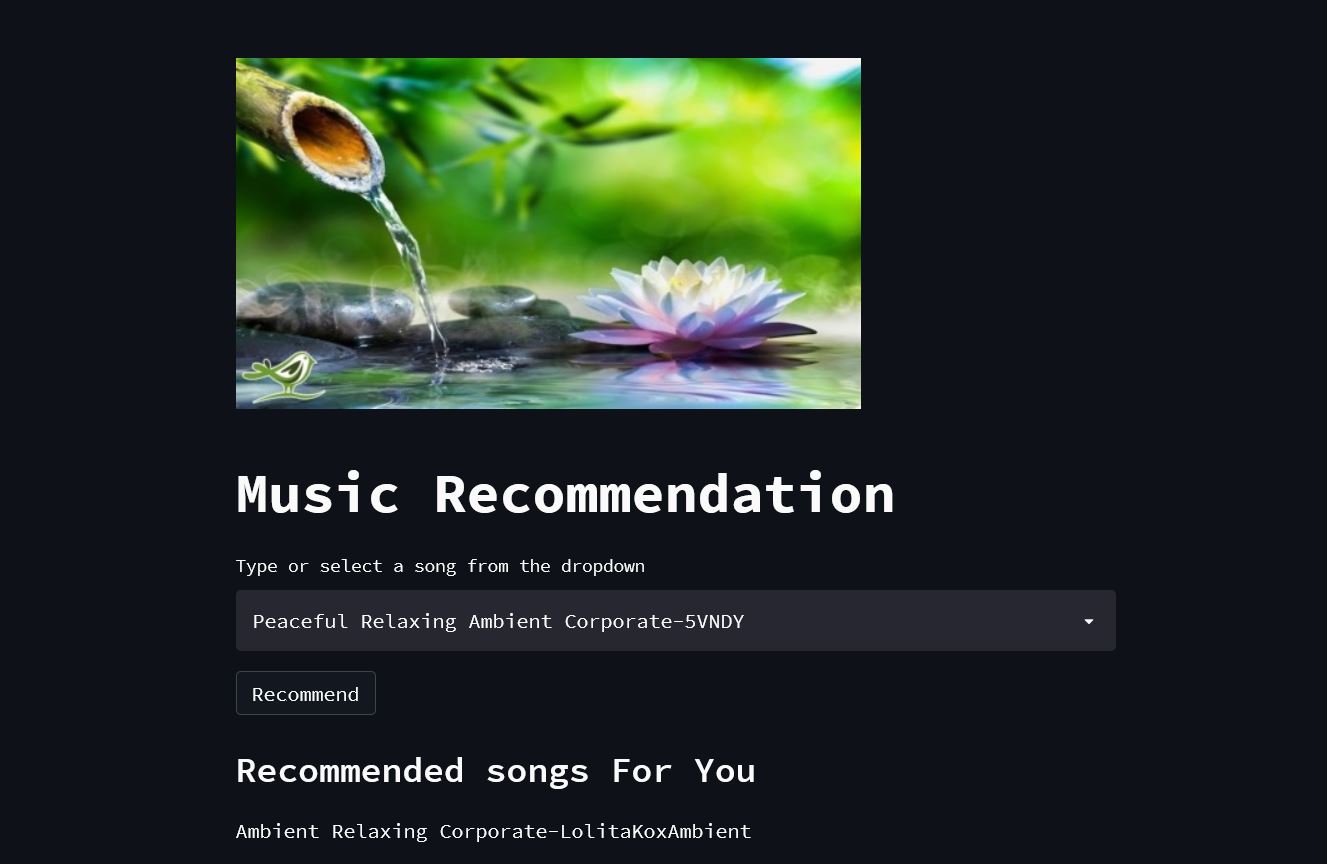 Music Recommendation
Type or select a song from the dropdown
Peaceful Relaxing Ambient Corporate-5VNDY
Recommend
Recommended songs For You
Ambient Relaxing Corporate-LolitaKoxAmbient